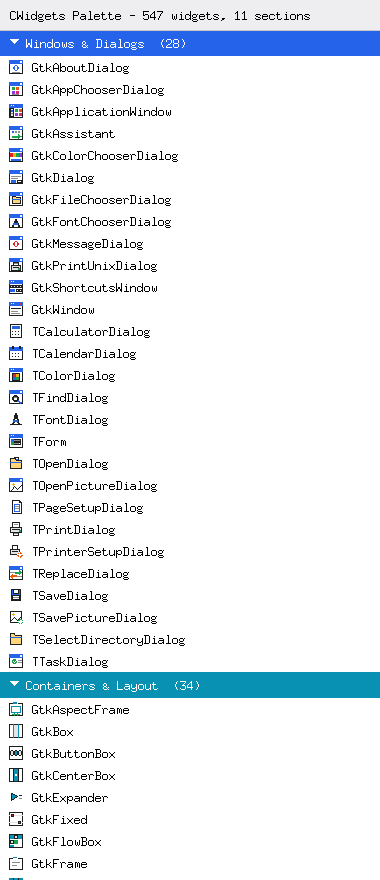 CWidgets Palette - 547 widgets, 11 sections
Windows & Dialogs (28)
GtkAboutDialog
GtkAppChooserDialog
GtkApplicationWindow
GtkAssistant
GtkColorChooserDialog
GtkDialog
GtkFileChooserDialog
GtkFontChooserDialog
GtkMessageDialog
GtkPrintUnixDialog
GtkShortcutsWindow
GtkWindow
TCalculatorDialog
TCalendarDialog
TColorDialog
TFindDialog
TFontDialog
TForm
TOpenDialog
TOpenPictureDialog
TPageSetupDialog
TPrintDialog
TPrinterSetupDialog
TReplaceDialog
TSaveDialog
TSavePictureDialog
TSelectDirectoryDialog
TTaskDialog
Containers & Layout (34)
GtkAspectFrame
GtkBox
GtkButtonBox
GtkCenterBox
GtkExpander
GtkFixed
GtkFlowBox
GtkFrame